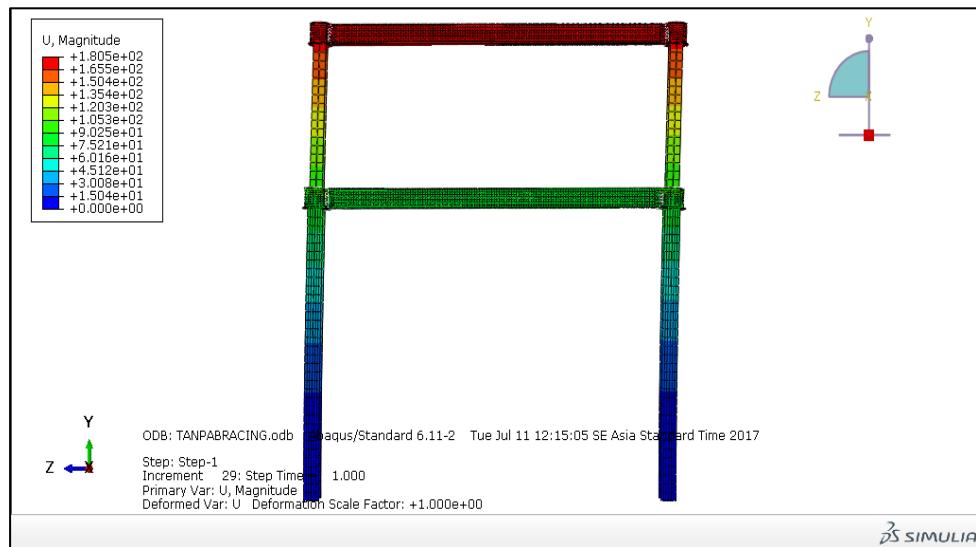 U, Magnitude
+1.805e+02
+1.655e+02
+1.504e+02
+1.354e+02
+1.203e+02
+1.053e+02
+9.025e+01
+7.521e+01
+6.016e+01
+4.512e+01
+3.008e+01
+1.504e+01
+0.000e+00
Y
Z X
Y
Z X
ODB: TANPABRACING.odb baqus/Standard 6.11-2 Tue Jul 11 12:15:05 SE Asia Standard Time 2017
Step: Step-1
Increment 29: Step Time = 1.000
Primary Var: U, Magnitude
Deformed Var: U Deformation Scale Factor: +1.000e+00
SIMULIA